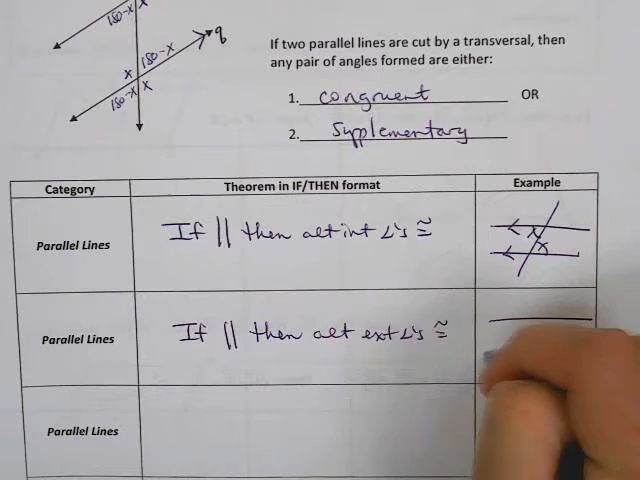 180-x x
180-x
q
x
180-x x
If two parallel lines are cut by a transversal, then
any pair of angles formed are either:
1. congruent OR
2. Supplementary
Category Theorem in IF/THEN format Example
Parallel Lines If || then alt int ∠'s ≅ x x
Parallel Lines If || then alt ext ∠'s ≅
Parallel Lines